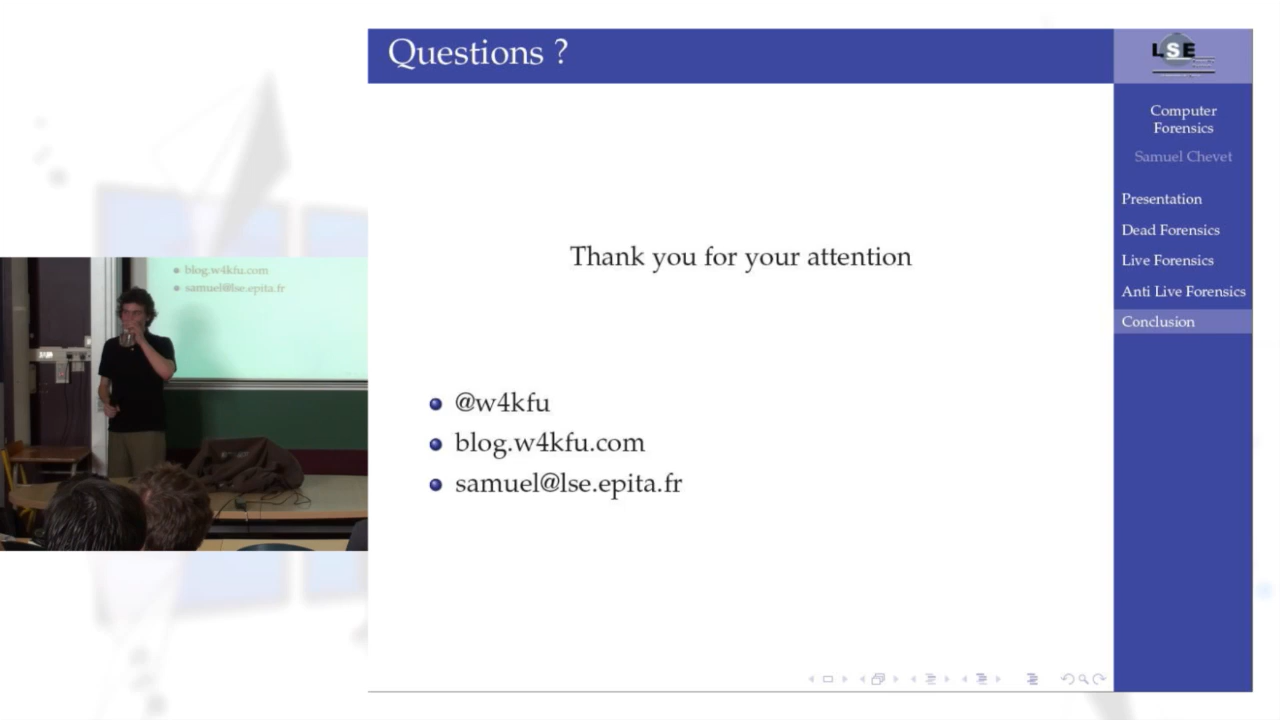 Questions ?
LSE
Computer
Forensics
Samuel Chevet
Presentation
Dead Forensics
Live Forensics
Anti Live Forensics
Conclusion
Thank you for your attention
@w4kfu
blog.w4kfu.com
samuel@lse.epita.fr
blog.w4kfu.com
samuel@lse.epita.fr